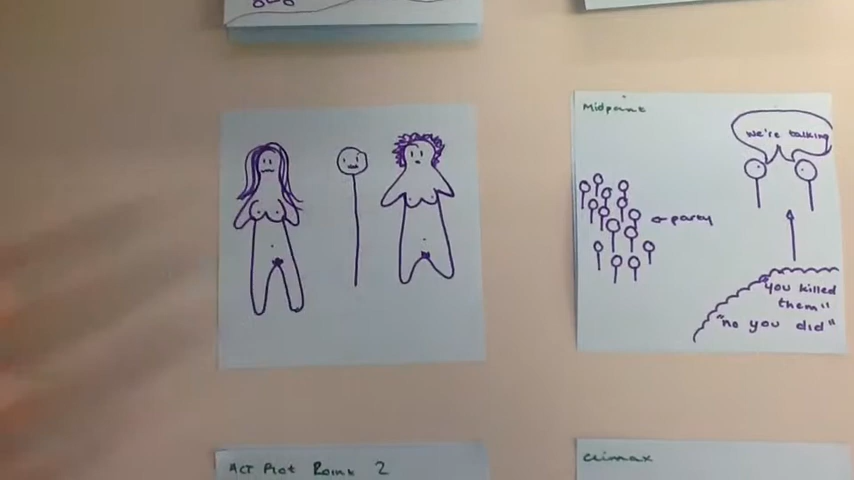 Midpoint
we're talking
party
"you killed
them"
"no you did"
ACT Plot Point 2
climax